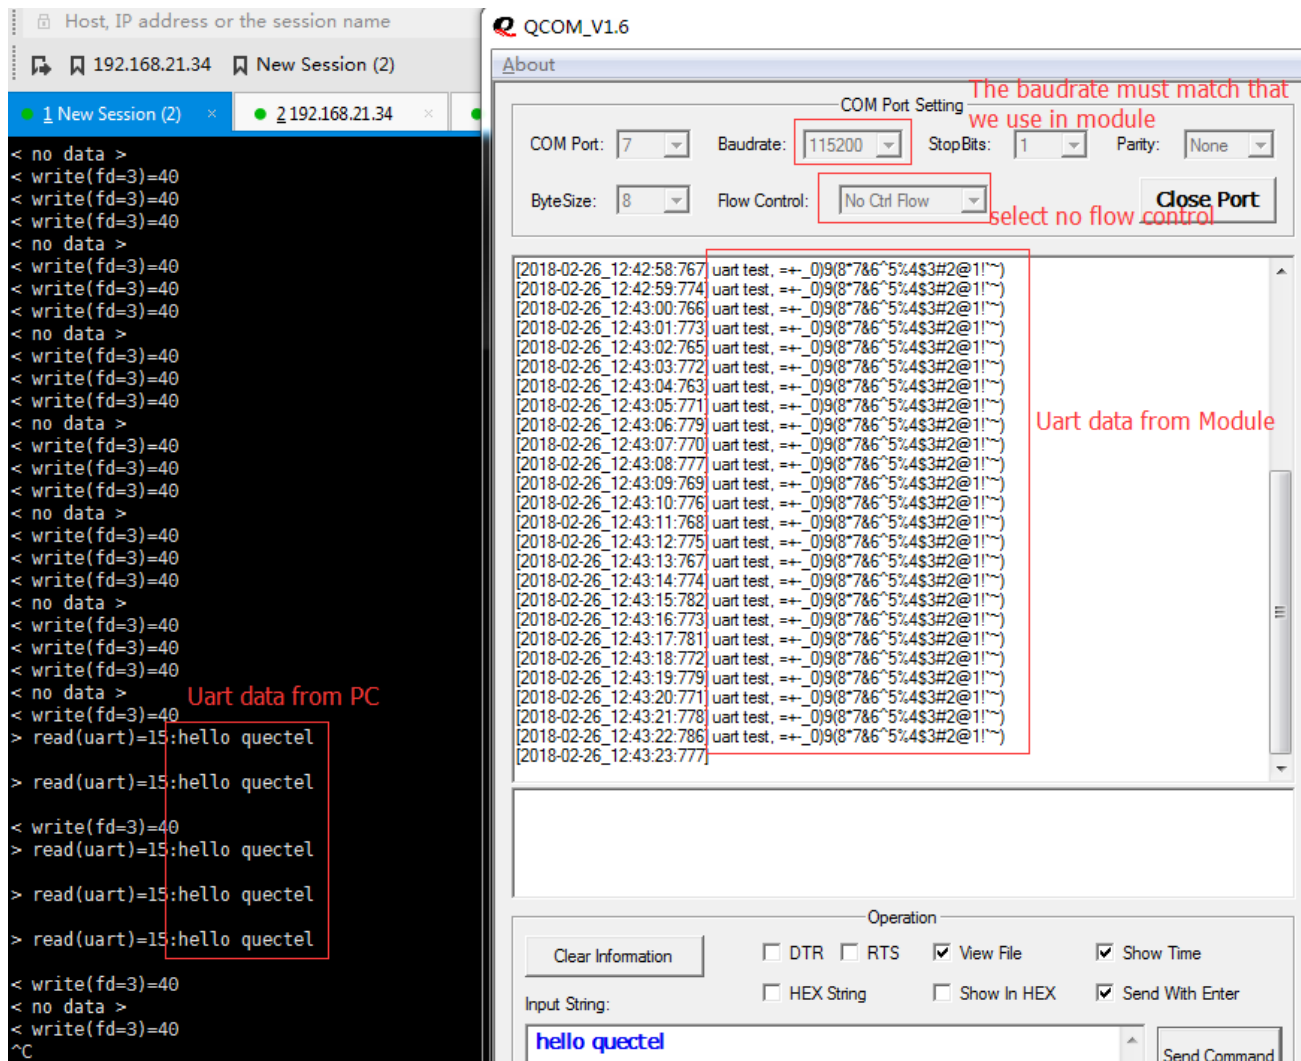 Host, IP address or the session name
192.168.21.34 New Session (2)
1 New Session (2) × 2 192.168.21.34 ×
< no data >
< write(fd=3)=40
< write(fd=3)=40
< write(fd=3)=40
< no data >
< write(fd=3)=40
< write(fd=3)=40
< write(fd=3)=40
< no data >
< write(fd=3)=40
< write(fd=3)=40
< write(fd=3)=40
< no data >
< write(fd=3)=40
< write(fd=3)=40
< write(fd=3)=40
< no data >
< write(fd=3)=40
< write(fd=3)=40
< write(fd=3)=40
< no data >
< write(fd=3)=40
< write(fd=3)=40
< write(fd=3)=40
< no data >
Uart data from PC
< write(fd=3)=40
> read(uart)=15:hello quectel
> read(uart)=15:hello quectel
< write(fd=3)=40
> read(uart)=15:hello quectel
> read(uart)=15:hello quectel
> read(uart)=15:hello quectel
< write(fd=3)=40
< no data >
< write(fd=3)=40
^C
QCOM_V1.6
About
COM Port Setting
The baudrate must match that
we use in module
COM Port: 7 Baudrate: 115200 StopBits: 1 Parity: None
ByteSize: 8 Flow Control: No Ctrl Flow Close Port
select no flow control
[2018-02-26_12:42:58:767] uart test, =+-_0)9(8*7&6^5%4$3#2@1!`~)
[2018-02-26_12:42:59:774] uart test, =+-_0)9(8*7&6^5%4$3#2@1!`~)
[2018-02-26_12:43:00:766] uart test, =+-_0)9(8*7&6^5%4$3#2@1!`~)
[2018-02-26_12:43:01:773] uart test, =+-_0)9(8*7&6^5%4$3#2@1!`~)
[2018-02-26_12:43:02:765] uart test, =+-_0)9(8*7&6^5%4$3#2@1!`~)
[2018-02-26_12:43:03:772] uart test, =+-_0)9(8*7&6^5%4$3#2@1!`~)
[2018-02-26_12:43:04:763] uart test, =+-_0)9(8*7&6^5%4$3#2@1!`~)
[2018-02-26_12:43:05:771] uart test, =+-_0)9(8*7&6^5%4$3#2@1!`~)
[2018-02-26_12:43:06:779] uart test, =+-_0)9(8*7&6^5%4$3#2@1!`~)
[2018-02-26_12:43:07:770] uart test, =+-_0)9(8*7&6^5%4$3#2@1!`~)
[2018-02-26_12:43:08:777] uart test, =+-_0)9(8*7&6^5%4$3#2@1!`~)
[2018-02-26_12:43:09:769] uart test, =+-_0)9(8*7&6^5%4$3#2@1!`~)
[2018-02-26_12:43:10:776] uart test, =+-_0)9(8*7&6^5%4$3#2@1!`~)
[2018-02-26_12:43:11:768] uart test, =+-_0)9(8*7&6^5%4$3#2@1!`~)
[2018-02-26_12:43:12:775] uart test, =+-_0)9(8*7&6^5%4$3#2@1!`~)
[2018-02-26_12:43:13:767] uart test, =+-_0)9(8*7&6^5%4$3#2@1!`~)
[2018-02-26_12:43:14:774] uart test, =+-_0)9(8*7&6^5%4$3#2@1!`~)
[2018-02-26_12:43:15:782] uart test, =+-_0)9(8*7&6^5%4$3#2@1!`~)
[2018-02-26_12:43:16:773] uart test, =+-_0)9(8*7&6^5%4$3#2@1!`~)
[2018-02-26_12:43:17:781] uart test, =+-_0)9(8*7&6^5%4$3#2@1!`~)
[2018-02-26_12:43:18:772] uart test, =+-_0)9(8*7&6^5%4$3#2@1!`~)
[2018-02-26_12:43:19:779] uart test, =+-_0)9(8*7&6^5%4$3#2@1!`~)
[2018-02-26_12:43:20:771] uart test, =+-_0)9(8*7&6^5%4$3#2@1!`~)
[2018-02-26_12:43:21:778] uart test, =+-_0)9(8*7&6^5%4$3#2@1!`~)
[2018-02-26_12:43:22:786] uart test, =+-_0)9(8*7&6^5%4$3#2@1!`~)
[2018-02-26_12:43:23:777]
Uart data from Module
Operation
Clear Information DTR RTS View File Show Time
HEX String Show In HEX Send With Enter
Input String:
hello quectel
Send Command